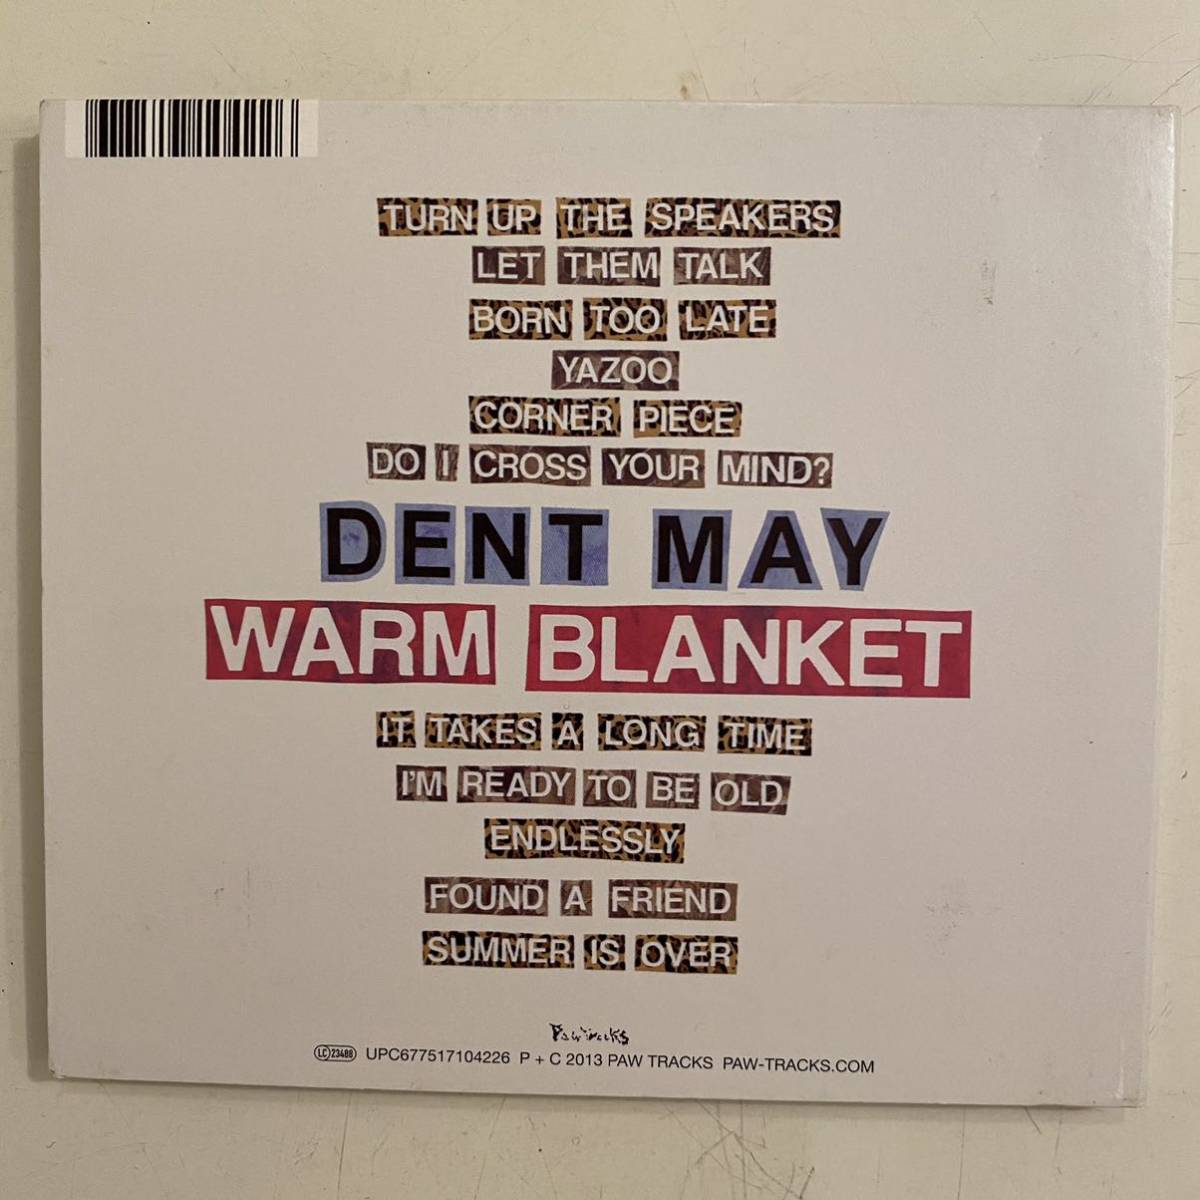 TURN UP THE SPEAKERS
LET THEM TALK
BORN TOO LATE
YAZOO
CORNER PIECE
DO I CROSS YOUR MIND?
DENT MAY
WARM BLANKET
IT TAKES A LONG TIME
I'M READY TO BE OLD
ENDLESSLY
FOUND A FRIEND
SUMMER IS OVER
Paw Tracks
LC 23488 UPC677517104226 P + C 2013 PAW TRACKS PAW-TRACKS.COM